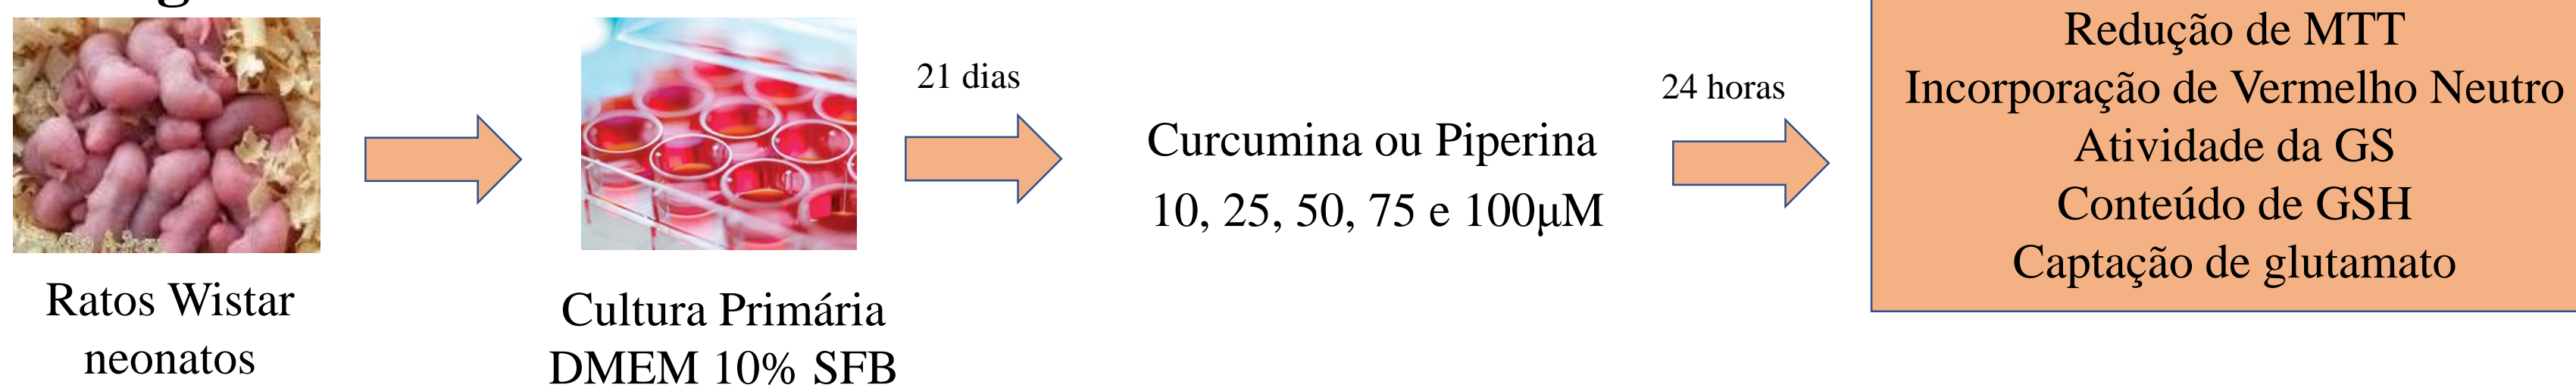 Ratos Wistar
neonatos
Cultura Primária
DMEM 10% SFB
21 dias
Curcumina ou Piperina
10, 25, 50, 75 e 100μM
24 horas
Redução de MTT
Incorporação de Vermelho Neutro
Atividade da GS
Conteúdo de GSH
Captação de glutamato